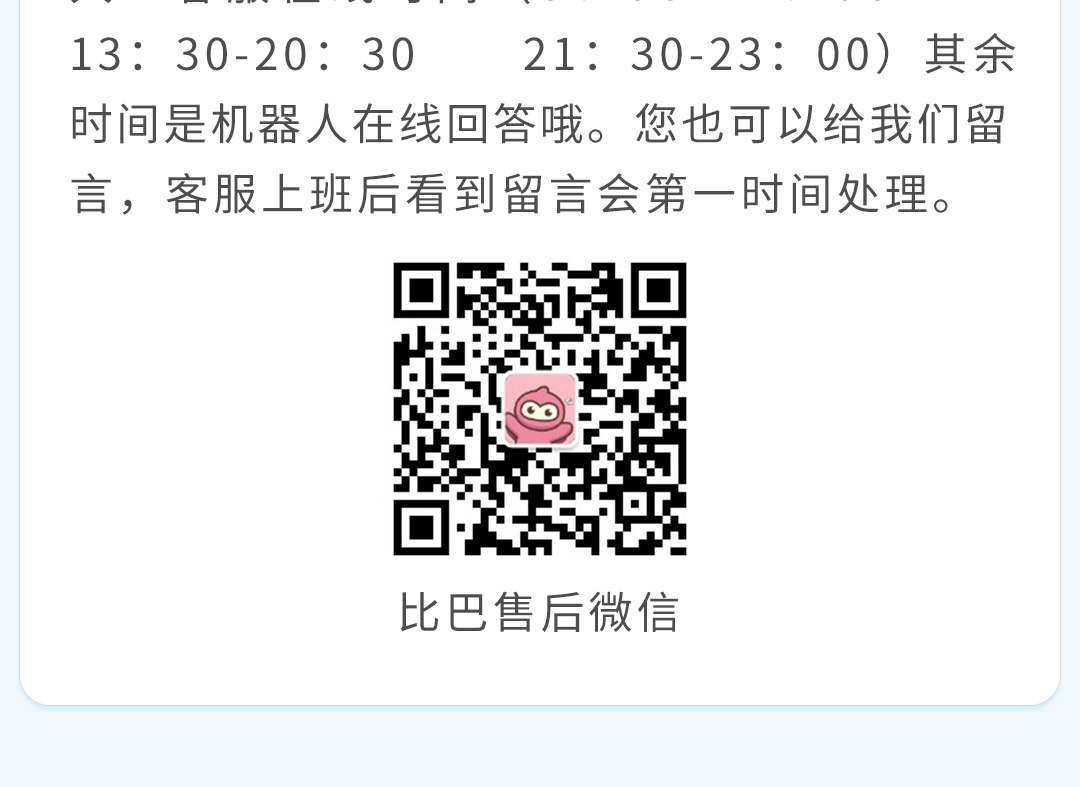 13：30-20：30 21：30-23：00）其余
时间是机器人在线回答哦。您也可以给我们留
言，客服上班后看到留言会第一时间处理。
比巴售后微信